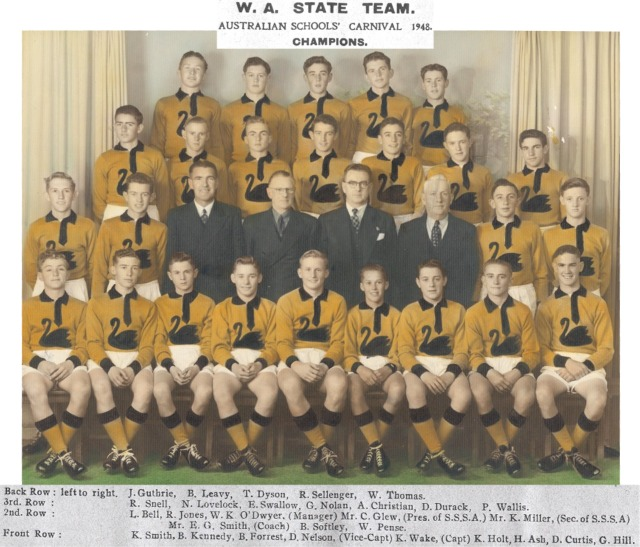 W. A. STATE TEAM.
AUSTRALIAN SCHOOLS' CARNIVAL 1948.
CHAMPIONS.
Back Row : left to right. J. Guthrie, B. Leavy, T. Dyson, R. Sellenger, W. Thomas.
3rd. Row : R. Snell, N. Lovelock, E. Swallow, G. Nolan, A. Christian, D. Durack, P. Wallis.
2nd. Row : L. Bell, R. Jones, W. K. O'Dwyer, (Manager) Mr. C. Glew, (Pres. of S.S.S.A.) Mr. K. Miller, (Sec. of S.S.S.A)
Mr. E. G. Smith, (Coach) B. Softley, W. Pense.
Front Row : K. Smith, B. Kennedy, B. Forrest, D. Nelson, (Vice-Capt) K. Wake, (Capt) K. Holt, H. Ash, D. Curtis, G. Hill.